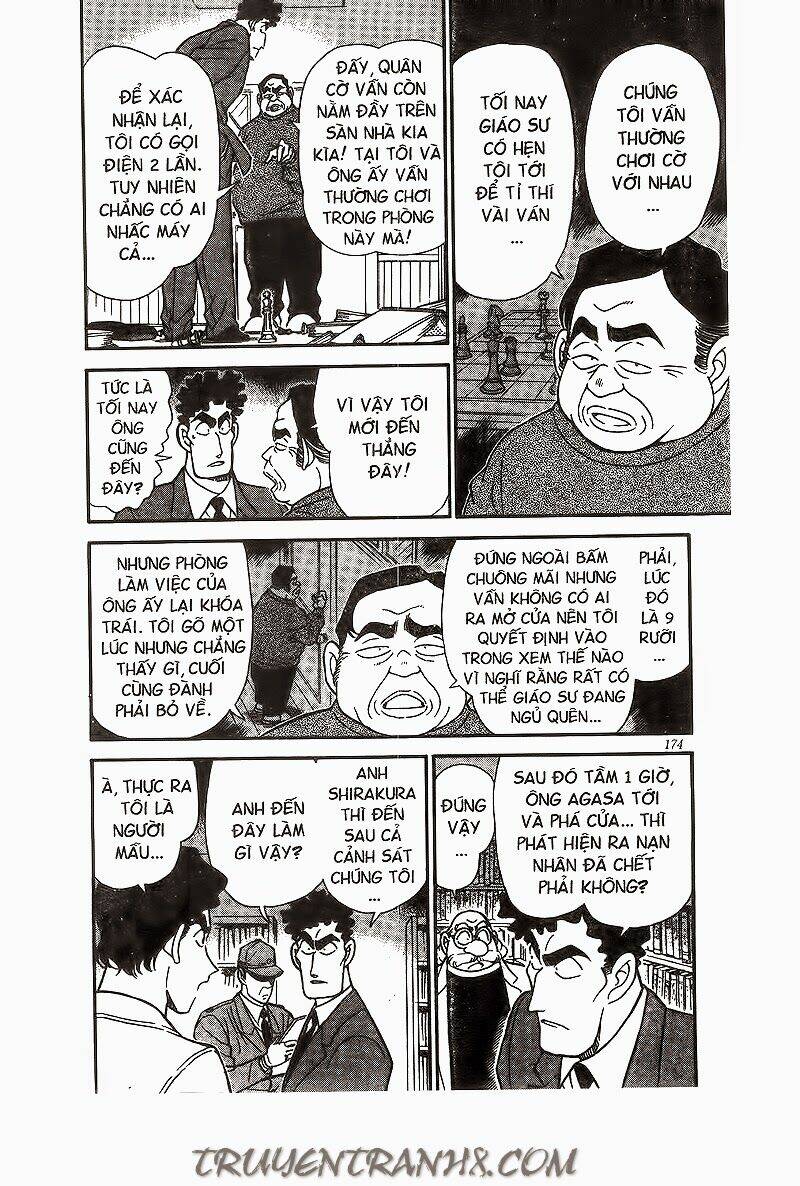 CHÚNG
TÔI VẪN
THƯỜNG
CHƠI CỜ
VỚI NHAU
...
TỐI NAY
GIÁO SƯ
CÓ HẸN
TÔI TỚI
ĐỂ TỈ THÍ
VÀI VÁN
...
ĐẤY, QUÂN
CỜ VẪN CÒN
NẰM ĐẦY TRÊN
SÀN NHÀ KIA
KÌA! TẠI TÔI VÀ
ÔNG ẤY VẪN
THƯỜNG CHƠI
TRONG PHÒNG
NÀY MÀ!
ĐỂ XÁC
NHẬN LẠI,
TÔI CÓ GỌI
ĐIỆN 2 LẦN.
TUY NHIÊN
CHẲNG CÓ AI
NHẤC MÁY
CẢ...
VÌ VẬY TÔI
MỚI ĐẾN
THẲNG
ĐÂY!
TỨC LÀ
TỐI NAY
ÔNG
CŨNG
ĐẾN
ĐÂY?
PHẢI,
LÚC
ĐÓ
LÀ 9
RƯỠI
...
ĐỨNG NGOÀI BẤM
CHUÔNG MÃI NHƯNG
VẪN KHÔNG CÓ AI
RA MỞ CỬA NÊN TÔI
QUYẾT ĐỊNH VÀO
TRONG XEM THẾ NÀO
VÌ NGHĨ RẰNG RẤT CÓ
THỂ GIÁO SƯ ĐANG
NGỦ QUÊN...
NHƯNG PHÒNG
LÀM VIỆC CỦA
ÔNG ẤY LẠI KHÓA
TRÁI. TÔI GÕ MỘT
LÚC NHƯNG CHẲNG
THẤY GÌ, CUỐI
CÙNG ĐÀNH
PHẢI BỎ VỀ.
174
SAU ĐÓ TẦM 1 GIỜ,
ÔNG AGASA TỚI
VÀ PHÁ CỬA... THÌ
PHÁT HIỆN RA NẠN
NHÂN ĐÃ CHẾT
PHẢI KHÔNG?
ĐÚNG
VẬY
...
ANH
SHIRAKURA
THÌ ĐẾN
SAU CẢ
CẢNH SÁT
CHÚNG TÔI
...
ANH ĐẾN
ĐÂY LÀM
GÌ VẬY?
À, THỰC RA
TÔI LÀ
NGƯỜI
MẪU...
TRUYENTRANH8.COM